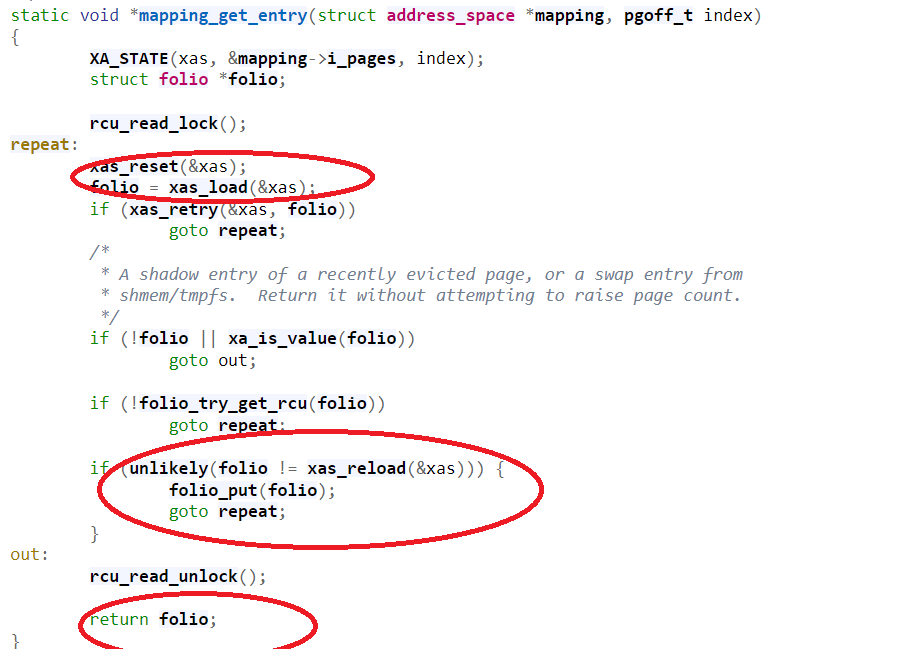 static void *mapping_get_entry(struct address_space *mapping, pgoff_t index)
{
XA_STATE(xas, &mapping->i_pages, index);
struct folio *folio;
rcu_read_lock();
repeat:
xas_reset(&xas);
folio = xas_load(&xas);
if (xas_retry(&xas, folio))
goto repeat;
/*
* A shadow entry of a recently evicted page, or a swap entry from
* shmem/tmpfs.  Return it without attempting to raise page count.
*/
if (!folio || xa_is_value(folio))
goto out;
if (!folio_try_get_rcu(folio))
goto repeat;
if (unlikely(folio != xas_reload(&xas))) {
folio_put(folio);
goto repeat;
}
out:
rcu_read_unlock();
return folio;
}